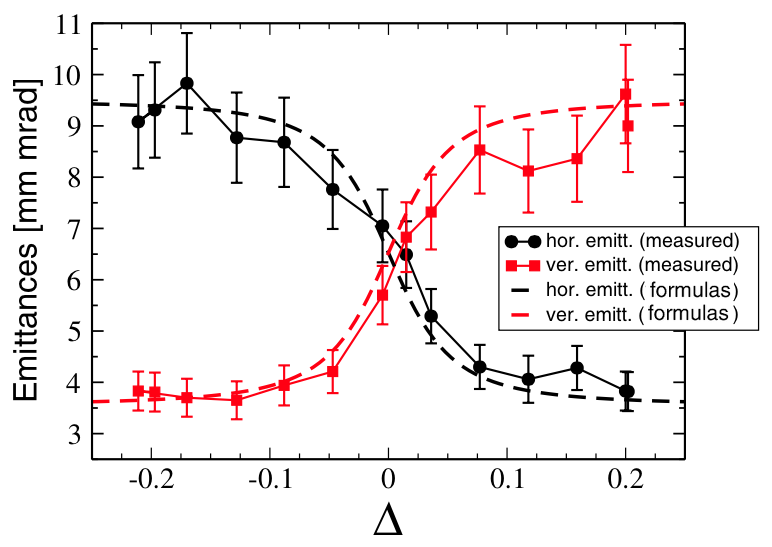 11
10
9
8
7
6
5
4
3
Emittances [mm mrad]
hor. emitt. (measured)
ver. emitt. (measured)
hor. emitt. (formulas)
ver. emitt. (formulas)
-0.2 -0.1 0 0.1 0.2
Δ